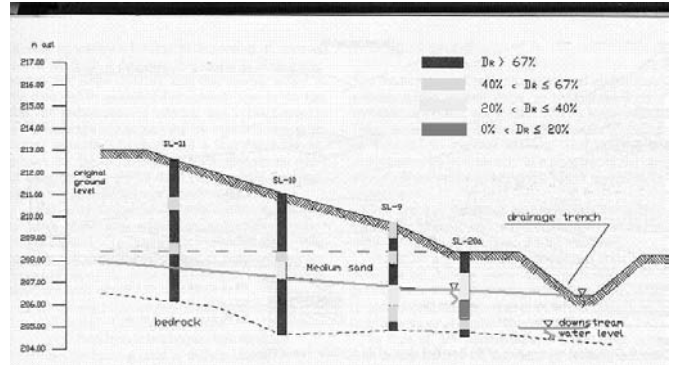 m asl
217.00
216.00
215.00
214.00
213.00
212.00
211.00
210.00
209.00
208.00
207.00
206.00
205.00
204.00
DR > 67%
40% < DR ≤ 67%
20% < DR ≤ 40%
0% < DR ≤ 20%
SL-11
SL-10
SL-9
SL-20A
original
ground
level
drainage trench
Medium sand
bedrock
downstream
water level